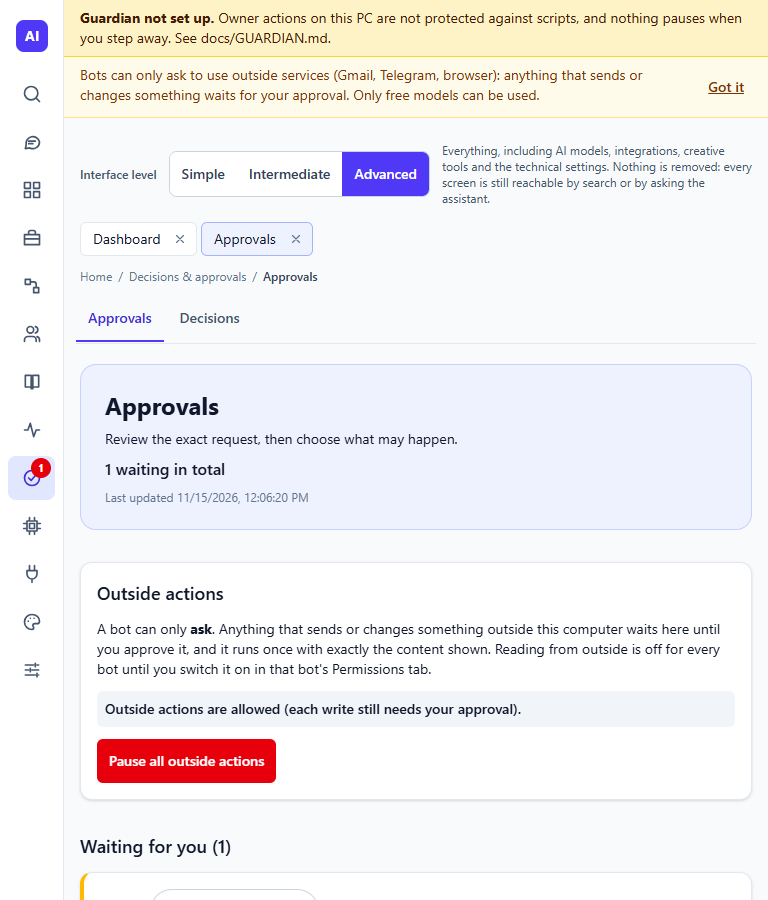 AI
Guardian not set up. Owner actions on this PC are not protected against scripts, and nothing pauses when
you step away. See docs/GUARDIAN.md.
Bots can only ask to use outside services (Gmail, Telegram, browser): anything that sends or
changes something waits for your approval. Only free models can be used.
Got it
Interface level
Simple
Intermediate
Advanced
Everything, including AI models, integrations, creative
tools and the technical settings. Nothing is removed: every
screen is still reachable by search or by asking the
assistant.
Dashboard
Approvals
Home / Decisions & approvals / Approvals
Approvals
Decisions
Approvals
Review the exact request, then choose what may happen.
1 waiting in total
Last updated 11/15/2026, 12:06:20 PM
1
Outside actions
A bot can only ask. Anything that sends or changes something outside this computer waits here until
you approve it, and it runs once with exactly the content shown. Reading from outside is off for every
bot until you switch it on in that bot's Permissions tab.
Outside actions are allowed (each write still needs your approval).
Pause all outside actions
Waiting for you (1)